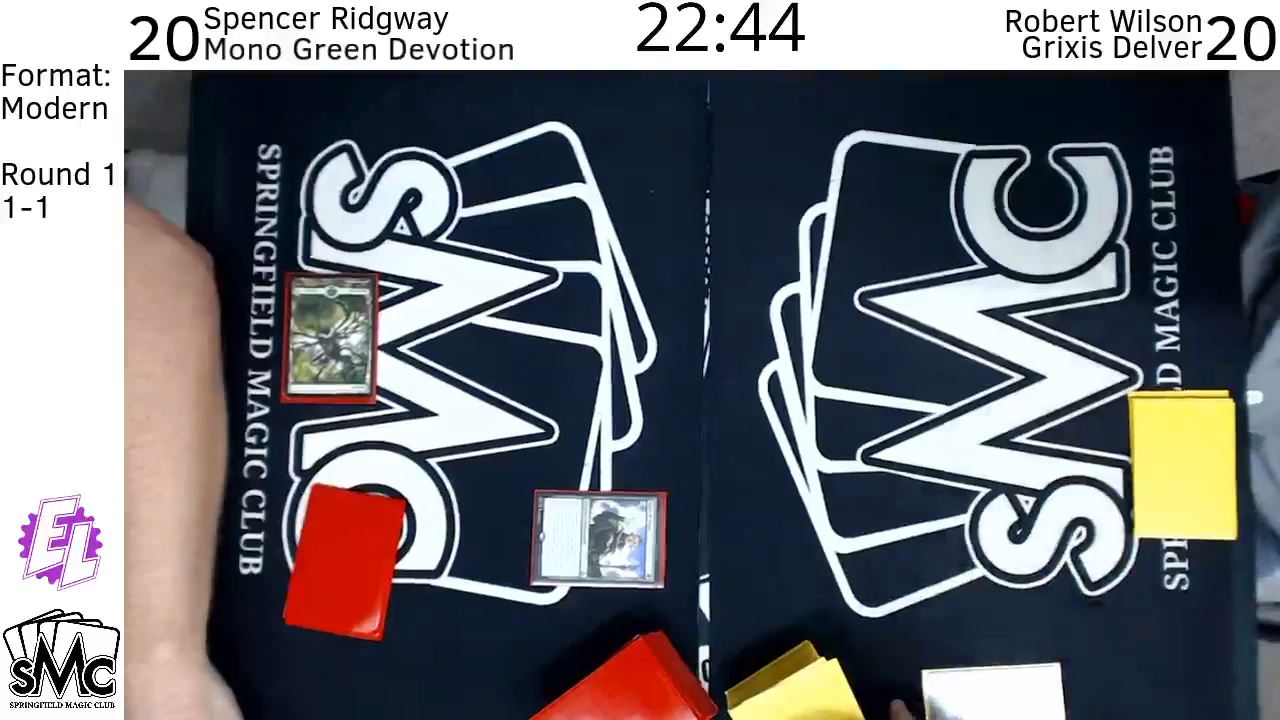 20 Spencer Ridgway
Mono Green Devotion
22:44
Robert Wilson 20
Grixis Delver
Format:
Modern
Round 1
1-1
SPRINGFIELD MAGIC CLUB
SMC
SMC
SPRINGFIELD MAGIC CLUB
EL
SMC
SPRINGFIELD MAGIC CLUB